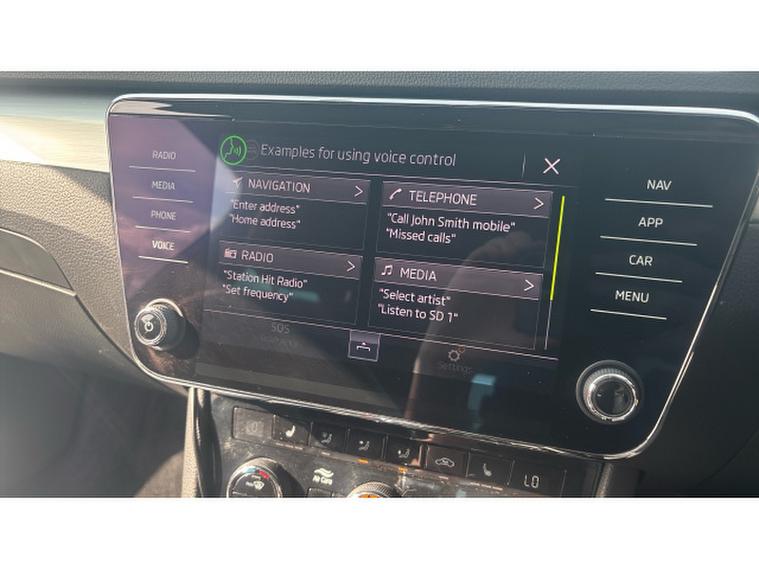 Examples for using voice control
RADIO
MEDIA
PHONE
VOICE
NAVIGATION
"Enter address"
"Home address"
TELEPHONE
"Call John Smith mobile"
"Missed calls"
RADIO
"Station Hit Radio"
"Set frequency"
MEDIA
"Select artist"
"Listen to SD 1"
SOS
Settings
NAV
APP
CAR
MENU
Air Care
LO